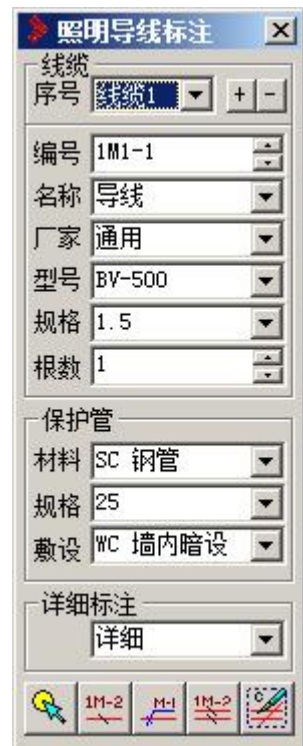 照明导线标注
线缆
序号 线缆1 + -
编号 1M1-1
名称 导线
厂家 通用
型号 BV-500
规格 1.5
根数 1
保护管
材料 SC 钢管
规格 25
敷设 WC 墙内暗设
详细标注
详细
1M-2 M-1 1M-2 C